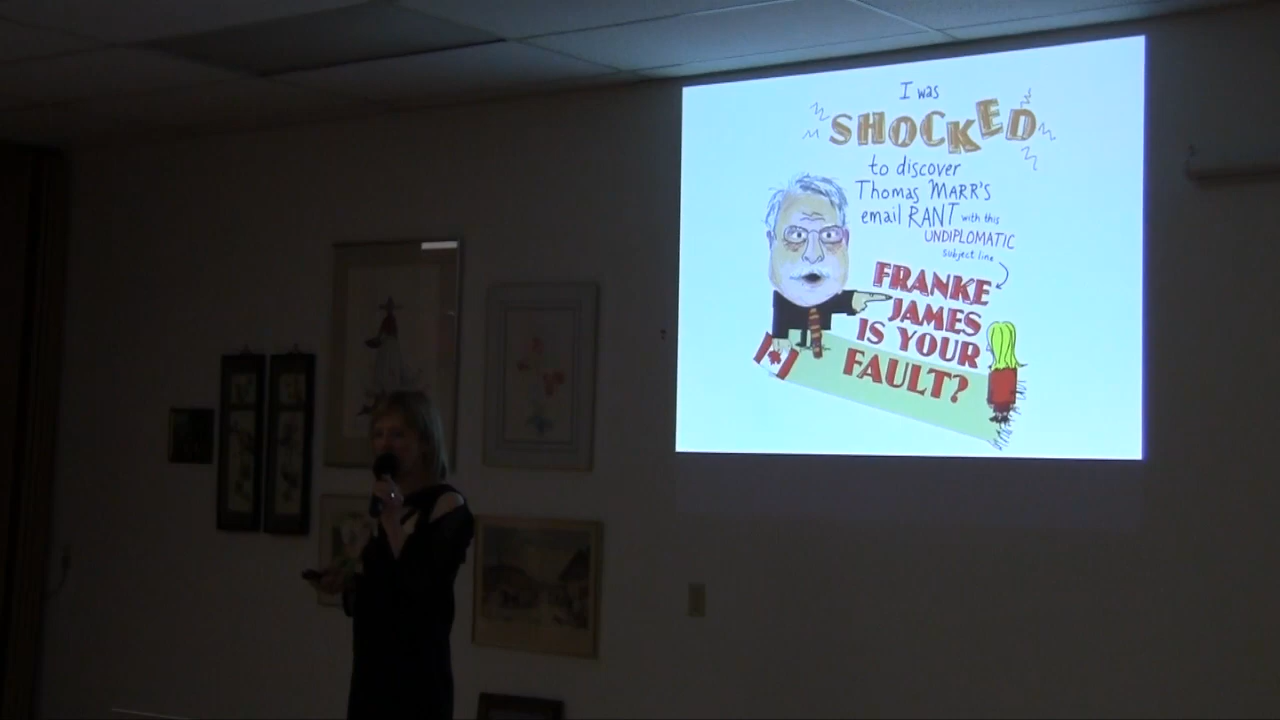 I was
SHOCKED
to discover
Thomas MARR'S
email RANT with this
UNDIPLOMATIC
subject line
FRANKE
JAMES
IS YOUR
FAULT?